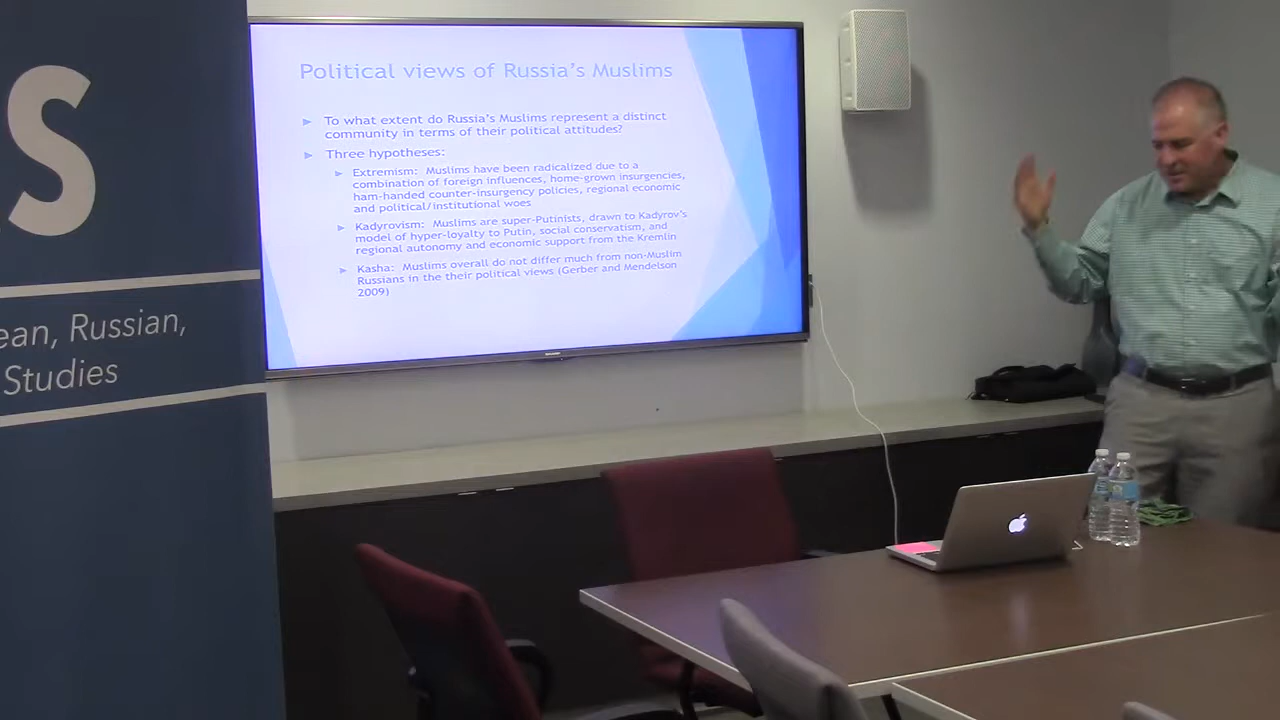 S
ean, Russian,
Studies
Political views of Russia's Muslims
To what extent do Russia's Muslims represent a distinct
community in terms of their political attitudes?
Three hypotheses:
Extremism: Muslims have been radicalized due to a
combination of foreign influences, home-grown insurgencies,
ham-handed counter-insurgency policies, regional economic
and political/institutional woes
Kadyrovism: Muslims are super-Putinists, drawn to Kadyrov's
model of hyper-loyalty to Putin, social conservatism, and
regional autonomy and economic support from the Kremlin
Kasha: Muslims overall do not differ much from non-Muslim
Russians in the their political views (Gerber and Mendelson
2009)